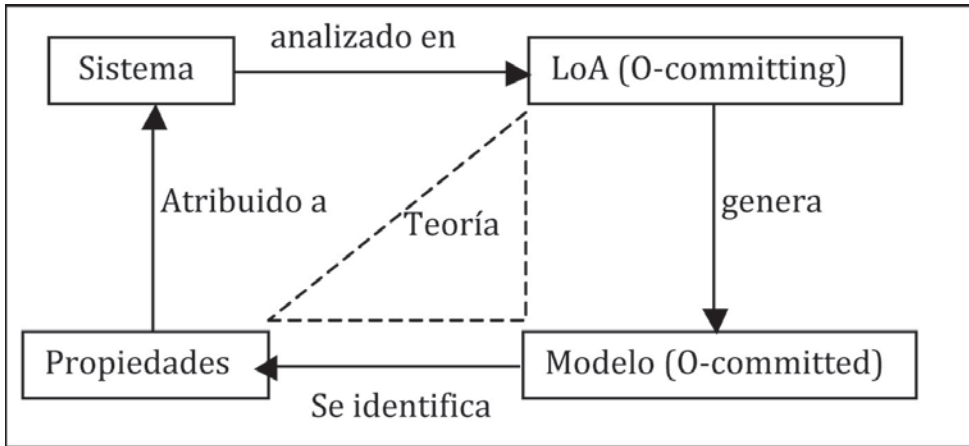 analizado en
Sistema
LoA (O-committing)
Atribuido a
Teoría
genera
Propiedades
Modelo (O-committed)
Se identifica